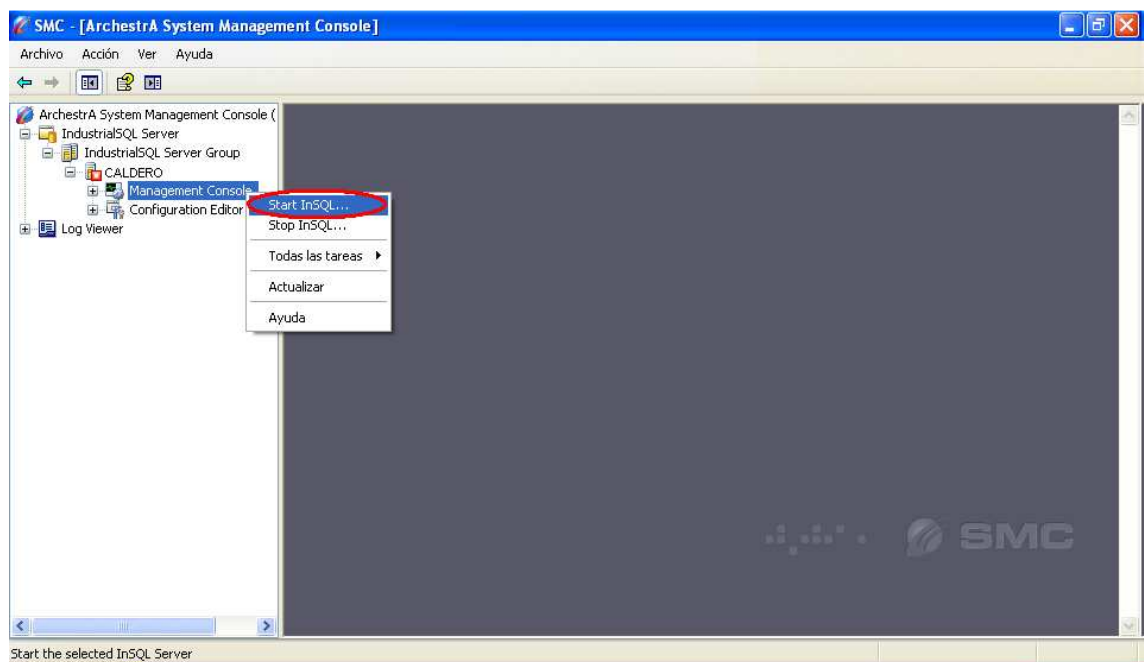 SMC - [ArchestrA System Management Console]
Archivo Acción Ver Ayuda
ArchestrA System Management Console (
IndustrialSQL Server
IndustrialSQL Server Group
CALDERO
Management Console
Configuration Editor
Log Viewer
Start InSQL...
Stop InSQL...
Todas las tareas
Actualizar
Ayuda
SMC
Start the selected InSQL Server